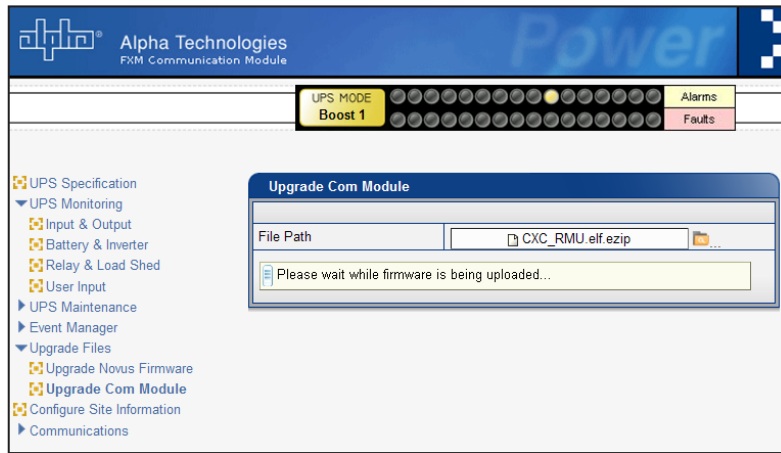 alpha®
Alpha Technologies
FXM Communication Module
Power
UPS MODE
Boost 1
Alarms
Faults
UPS Specification
UPS Monitoring
Input & Output
Battery & Inverter
Relay & Load Shed
User Input
UPS Maintenance
Event Manager
Upgrade Files
Upgrade Novus Firmware
Upgrade Com Module
Configure Site Information
Communications
Upgrade Com Module
File Path
CXC_RMU.elf.ezip
...
Please wait while firmware is being uploaded...